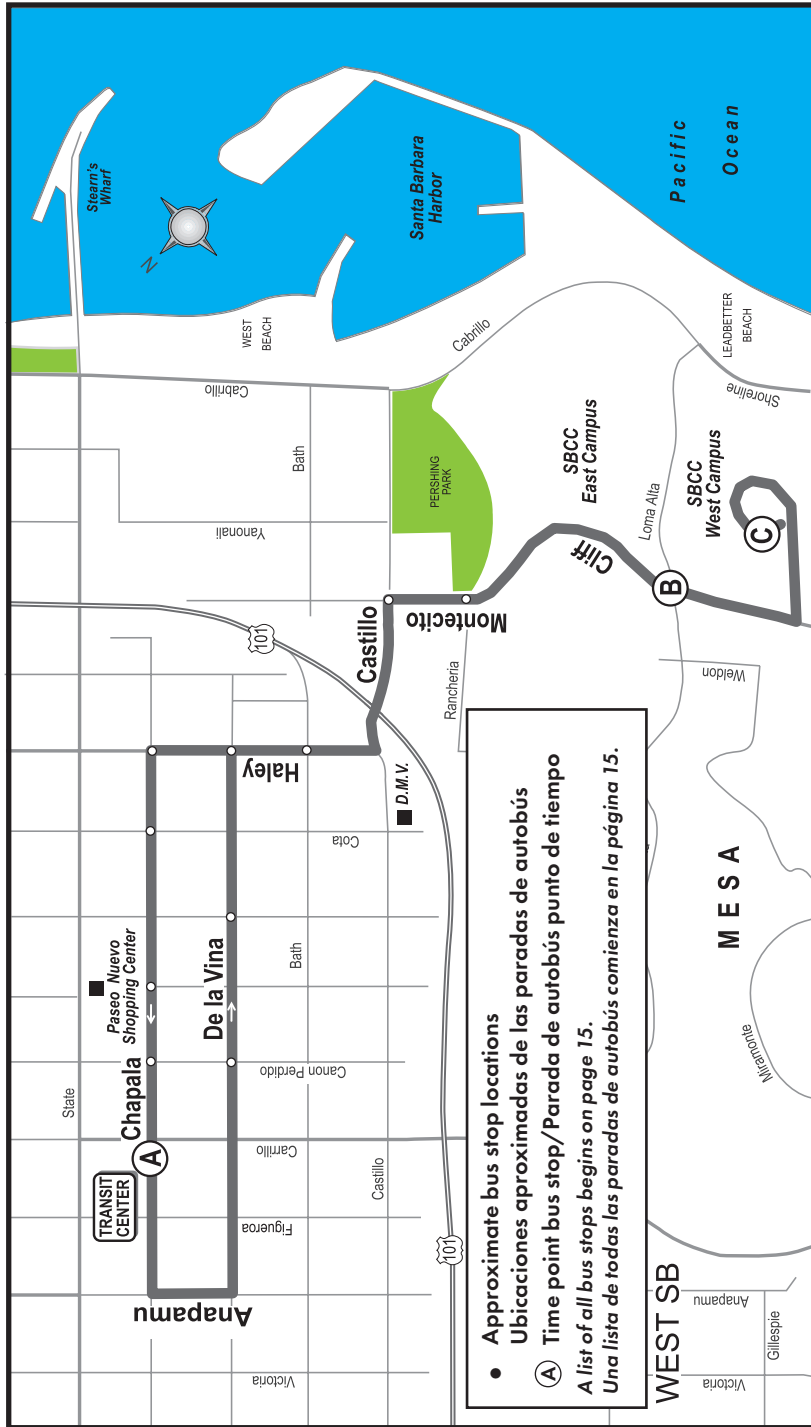 Stearn's
Wharf
N
Santa Barbara
Harbor
Pacific
Ocean
WEST
BEACH
LEADBETTER
BEACH
Cabrillo
Cabrillo
Shoreline
Bath
PERSHING
PARK
SBCC
East Campus
Loma Alta
SBCC
West Campus
Yanonali
Cliff
C
B
Montecito
Castillo
101
Rancheria
Weldon
Haley
D.M.V.
Cota
Paseo Nuevo
Shopping Center
De la Vina
Bath
MESA
State
Chapala
Canon Perdido
Miramonte
A
Carrillo
TRANSIT
CENTER
Castillo
Figueroa
101
Anapamu
Victoria
• Approximate bus stop locations
Ubicaciones aproximadas de las paradas de autobús
A Time point bus stop/Parada de autobús punto de tiempo
A list of all bus stops begins on page 15.
Una lista de todas las paradas de autobús comienza en la página 15.
WEST SB
Anapamu
Gillespie
Victoria